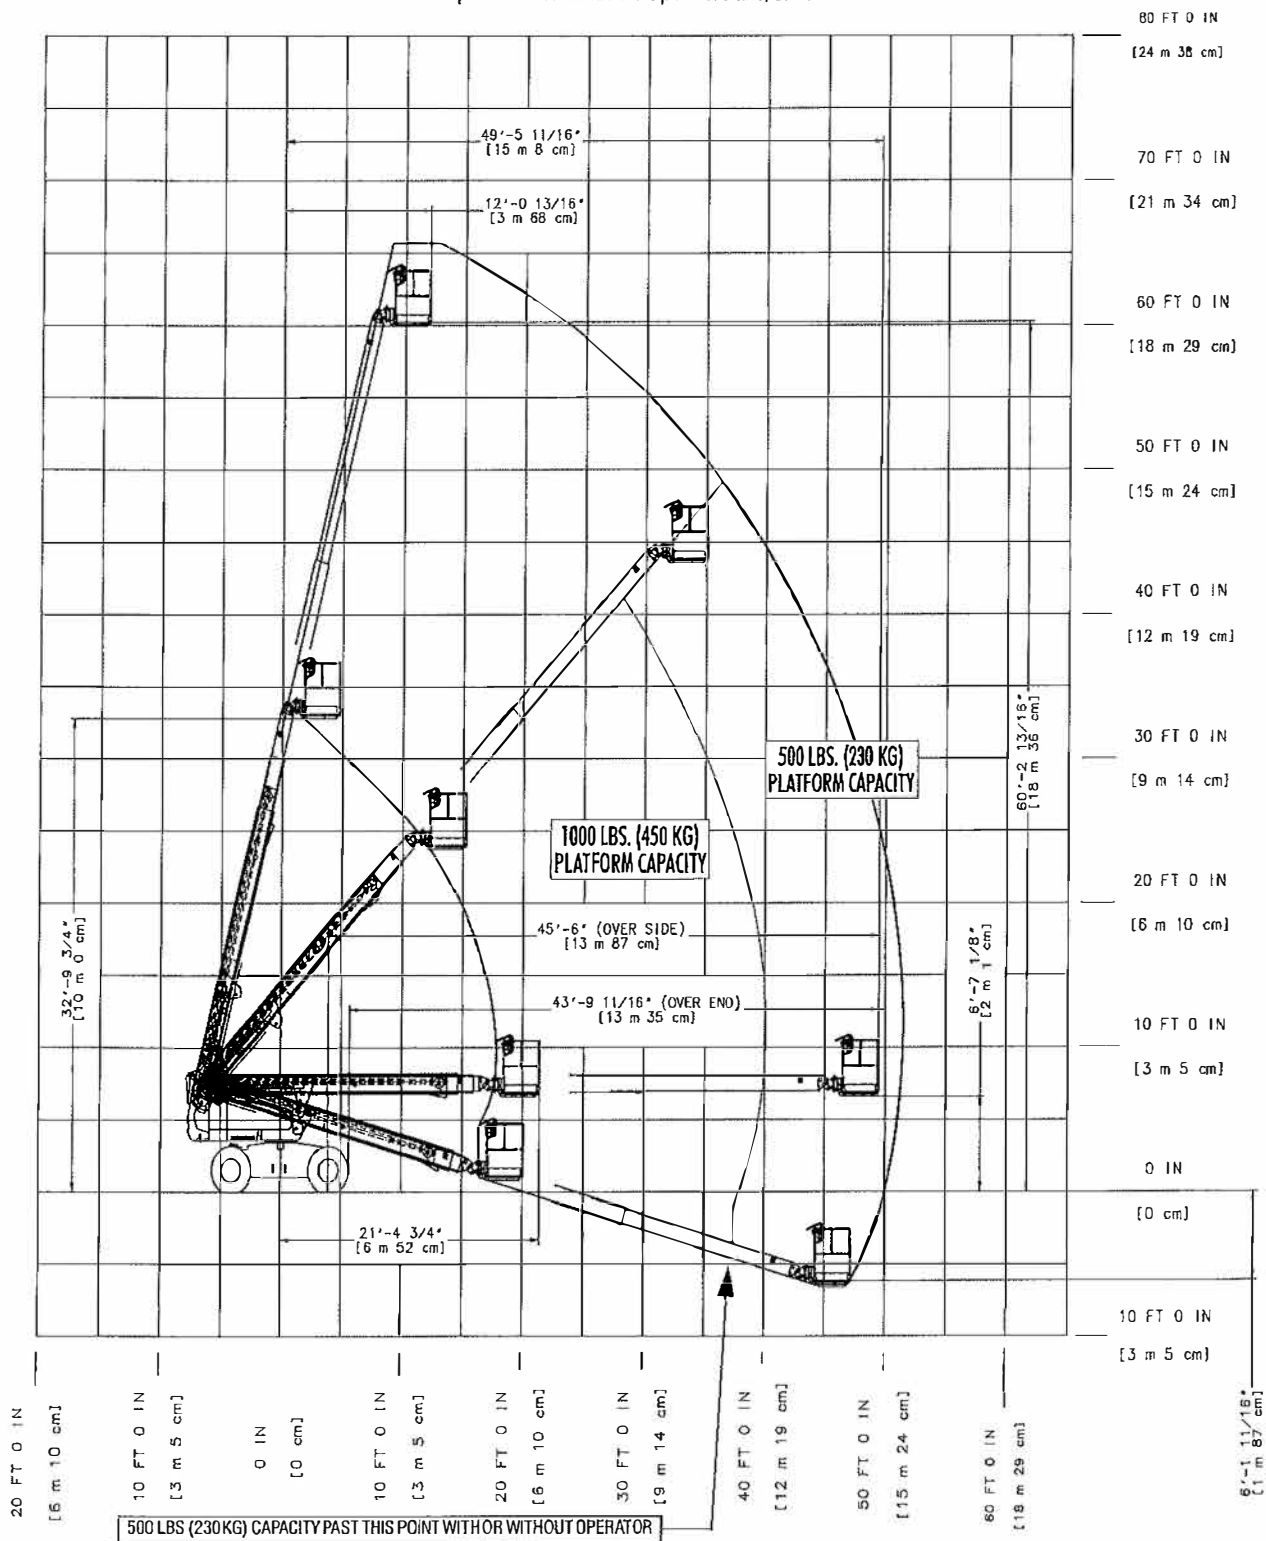 80 FT 0 IN
[24 m 38 cm]
49'-5 11/16"
[15 m 8 cm]
70 FT 0 IN
12'-0 13/16"
[3 m 68 cm]
[21 m 34 cm]
60 FT 0 IN
[18 m 29 cm]
50 FT 0 IN
[15 m 24 cm]
40 FT 0 IN
[12 m 19 cm]
60'-2 13/16"
[18 m 36 cm]
30 FT 0 IN
500 LBS. (230 KG)
PLATFORM CAPACITY
[9 m 14 cm]
1000 LBS. (450 KG)
PLATFORM CAPACITY
20 FT 0 IN
45'-6" (OVER SIDE)
[13 m 87 cm]
[6 m 10 cm]
32'-9 3/4"
[10 m 0 cm]
6'-7 1/8"
[2 m 1 cm]
43'-9 11/16" (OVER END)
[13 m 35 cm]
10 FT 0 IN
[3 m 5 cm]
0 IN
[0 cm]
21'-4 3/4"
[6 m 52 cm]
10 FT 0 IN
[3 m 5 cm]
6'-1 11/16"
[1 m 87 cm]
20 FT 0 IN
[6 m 10 cm]
10 FT 0 IN
[3 m 5 cm]
0 IN
[0 cm]
10 FT 0 IN
[3 m 5 cm]
20 FT 0 IN
[6 m 10 cm]
30 FT 0 IN
[9 m 14 cm]
40 FT 0 IN
[12 m 19 cm]
50 FT 0 IN
[15 m 24 cm]
60 FT 0 IN
[18 m 29 cm]
500 LBS (230KG) CAPACITY PAST THIS POINT WITH OR WITHOUT OPERATOR